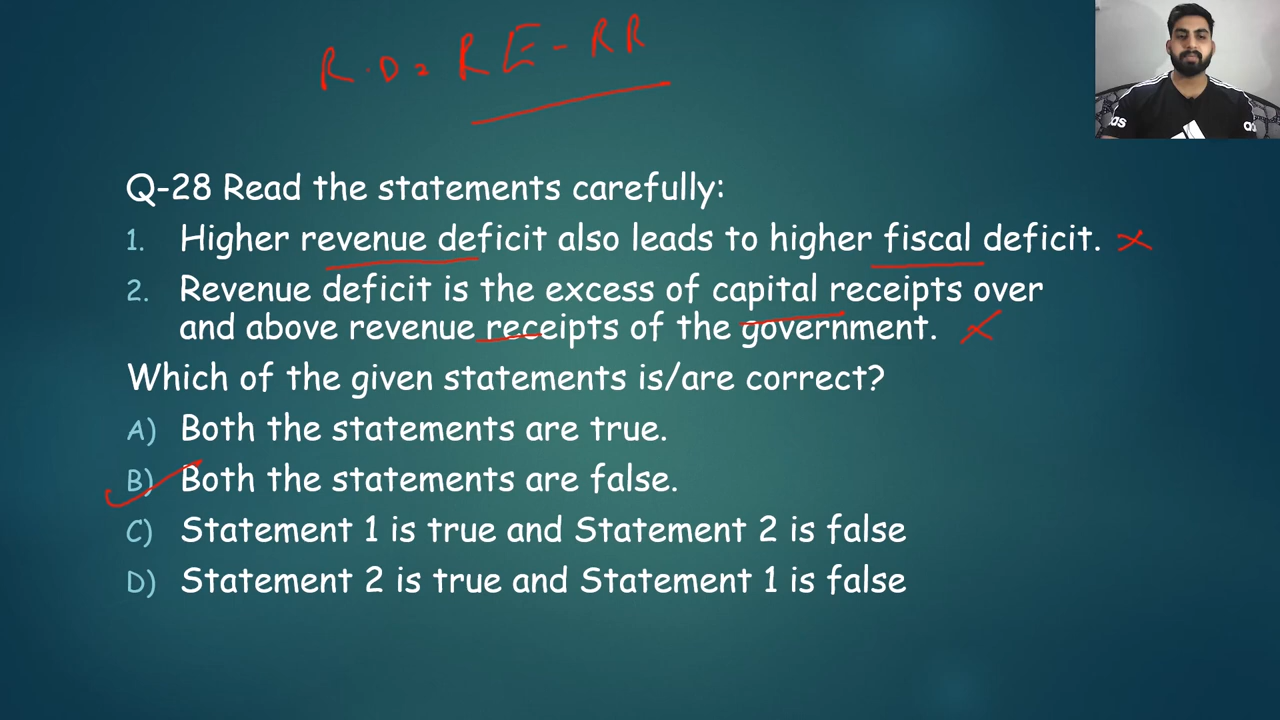 R.D = RE - RR
Q-28 Read the statements carefully:
1. Higher revenue deficit also leads to higher fiscal deficit.
2. Revenue deficit is the excess of capital receipts over
and above revenue receipts of the government.
Which of the given statements is/are correct?
A) Both the statements are true.
B) Both the statements are false.
C) Statement 1 is true and Statement 2 is false
D) Statement 2 is true and Statement 1 is false